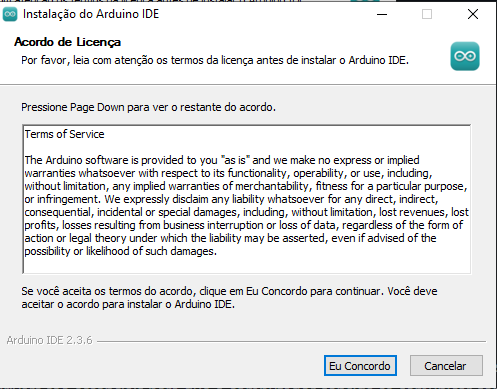 Instalação do Arduino IDE
Acordo de Licença
Por favor, leia com atenção os termos da licença antes de instalar o Arduino IDE.
Pressione Page Down para ver o restante do acordo.
Terms of Service
The Arduino software is provided to you "as is" and we make no express or implied
warranties whatsoever with respect to its functionality, operability, or use, including,
without limitation, any implied warranties of merchantability, fitness for a particular purpose,
or infringement. We expressly disclaim any liability whatsoever for any direct, indirect,
consequential, incidental or special damages, including, without limitation, lost revenues, lost
profits, losses resulting from business interruption or loss of data, regardless of the form of
action or legal theory under which the liability may be asserted, even if advised of the
possibility or likelihood of such damages.
Se você aceita os termos do acordo, clique em Eu Concordo para continuar. Você deve
aceitar o acordo para instalar o Arduino IDE.
Arduino IDE 2.3.6
Eu Concordo
Cancelar